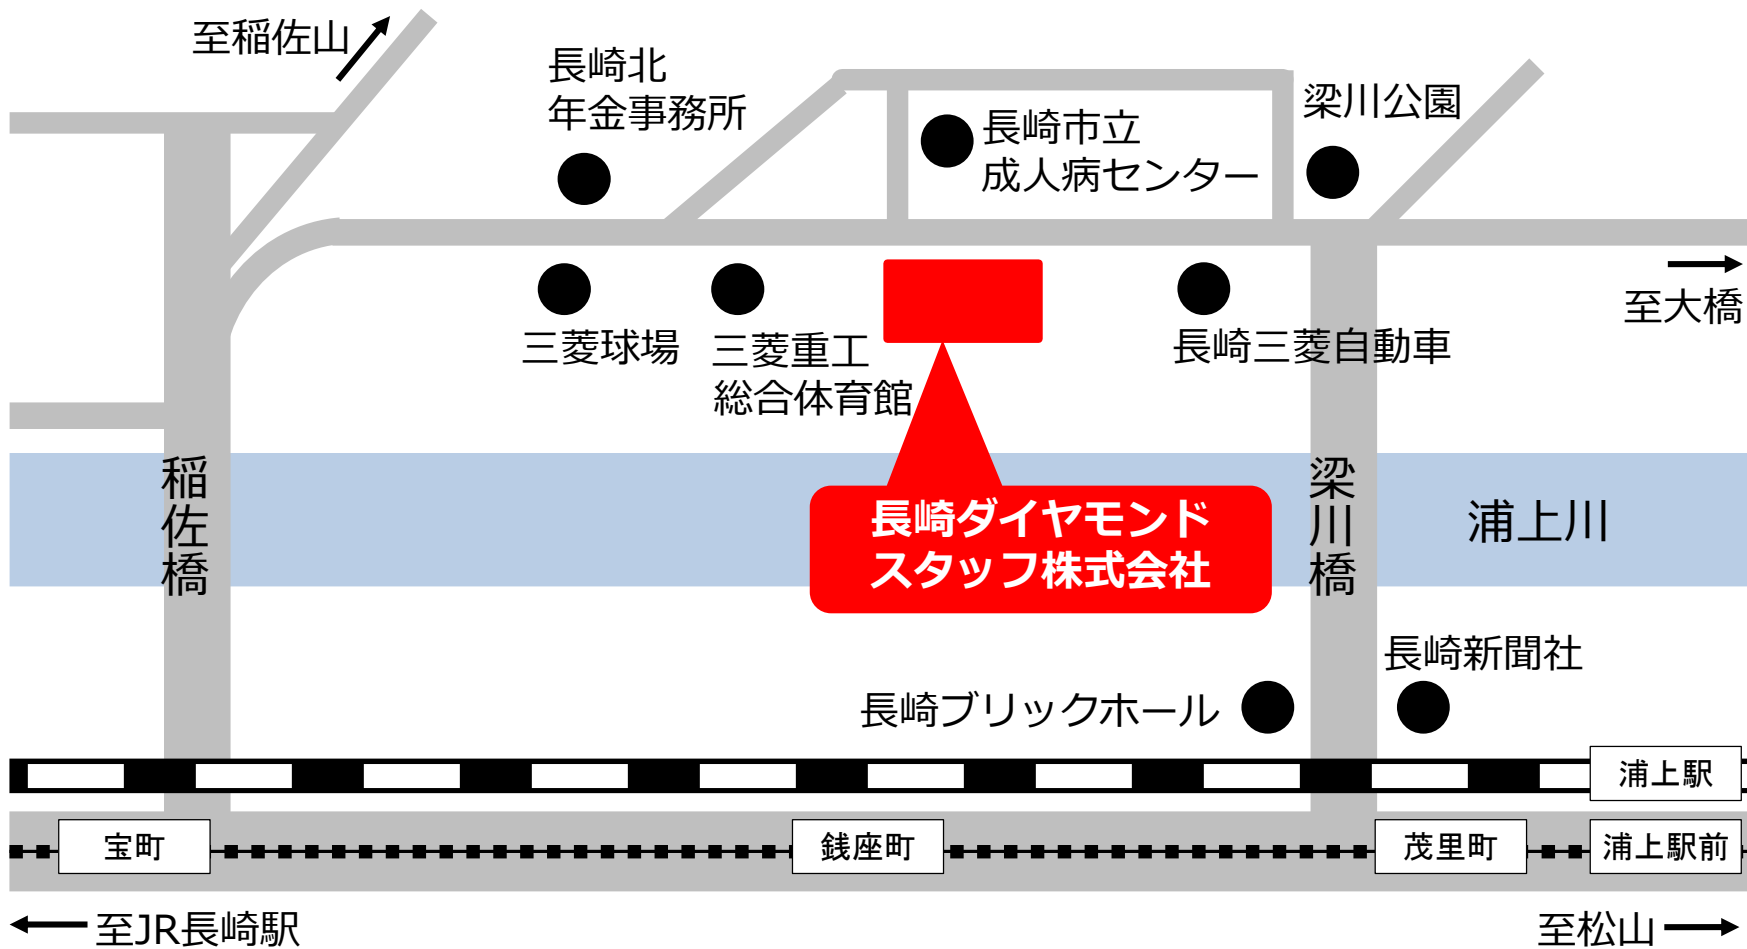 至稲佐山
長崎北
年金事務所
長崎市立
成人病センター
梁川公園
至大橋
三菱球場
三菱重工
総合体育館
長崎三菱自動車
稲佐橋
長崎ダイヤモンド
スタッフ株式会社
梁川橋
浦上川
長崎新聞社
長崎ブリックホール
浦上駅
宝町
銭座町
茂里町
浦上駅前
至JR長崎駅
至松山